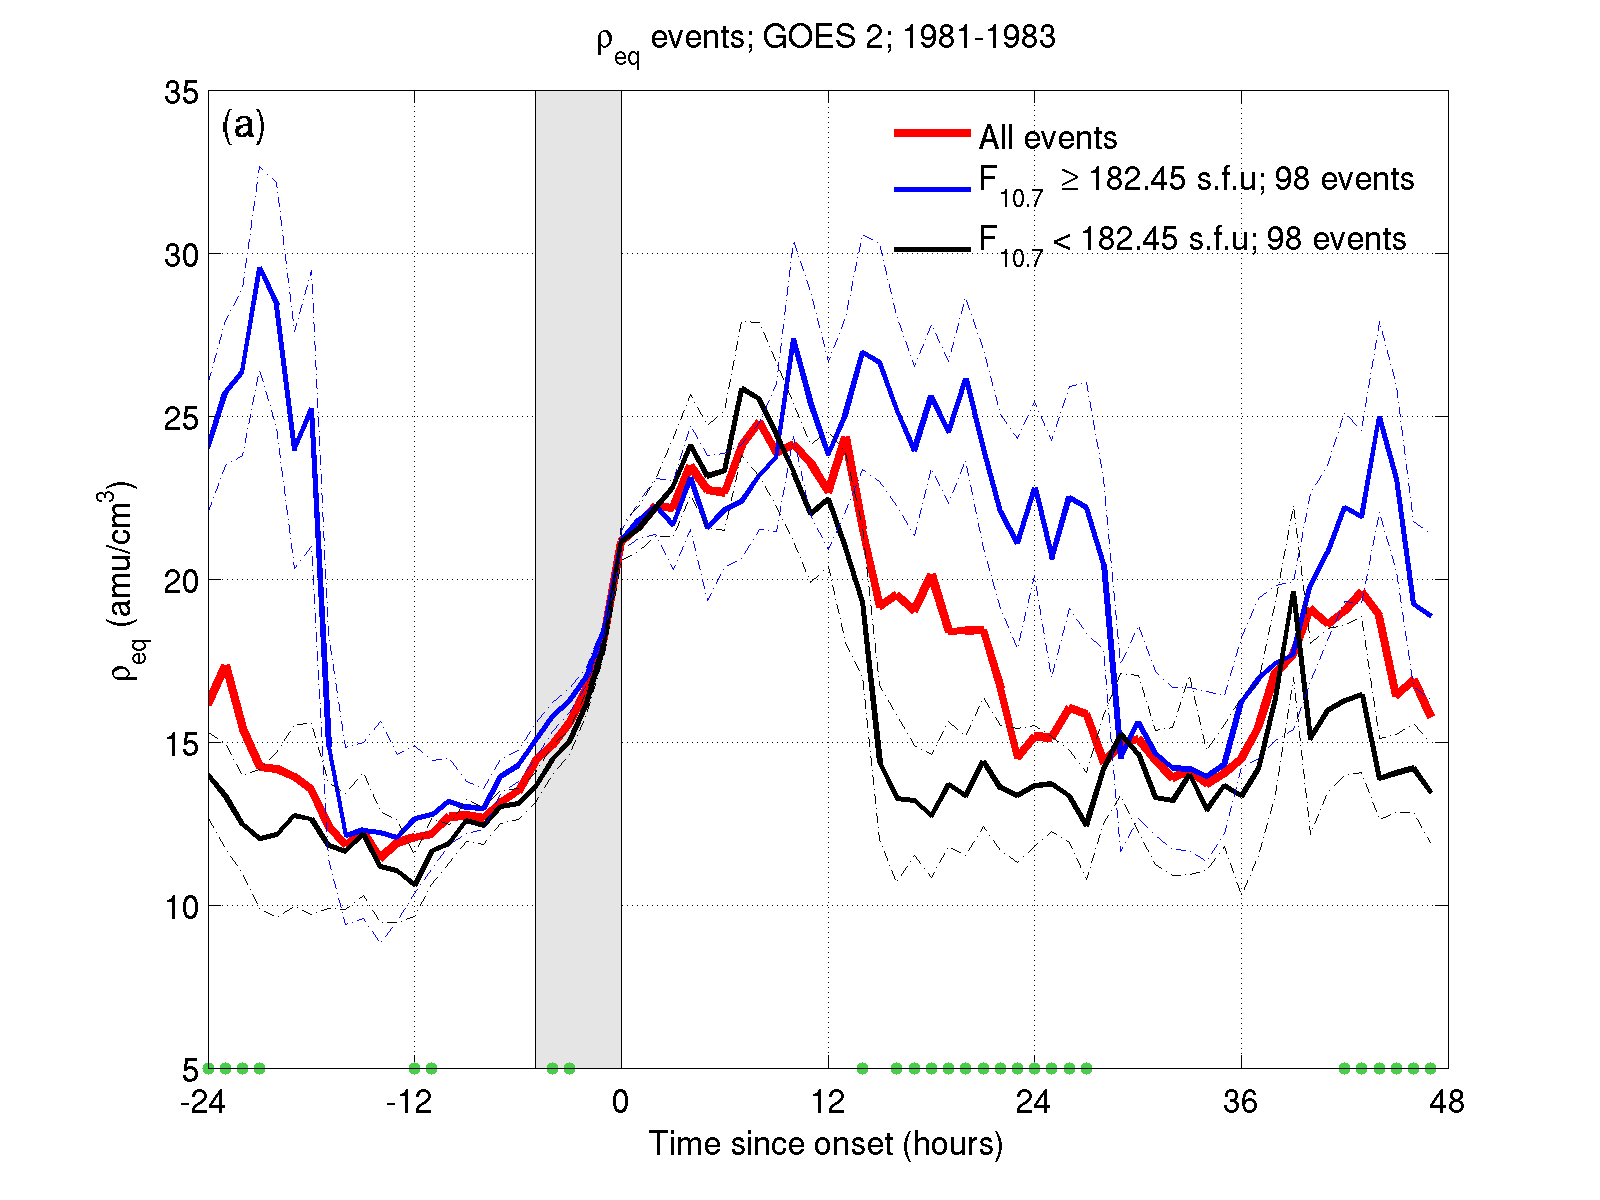 ρeq events; GOES 2; 1981-1983
(a)
All events
F10.7 ≥ 182.45 s.f.u; 98 events
F10.7 < 182.45 s.f.u; 98 events
35
30
25
20
15
10
5
ρeq (amu/cm³)
-24 -12 0 12 24 36 48
Time since onset (hours)